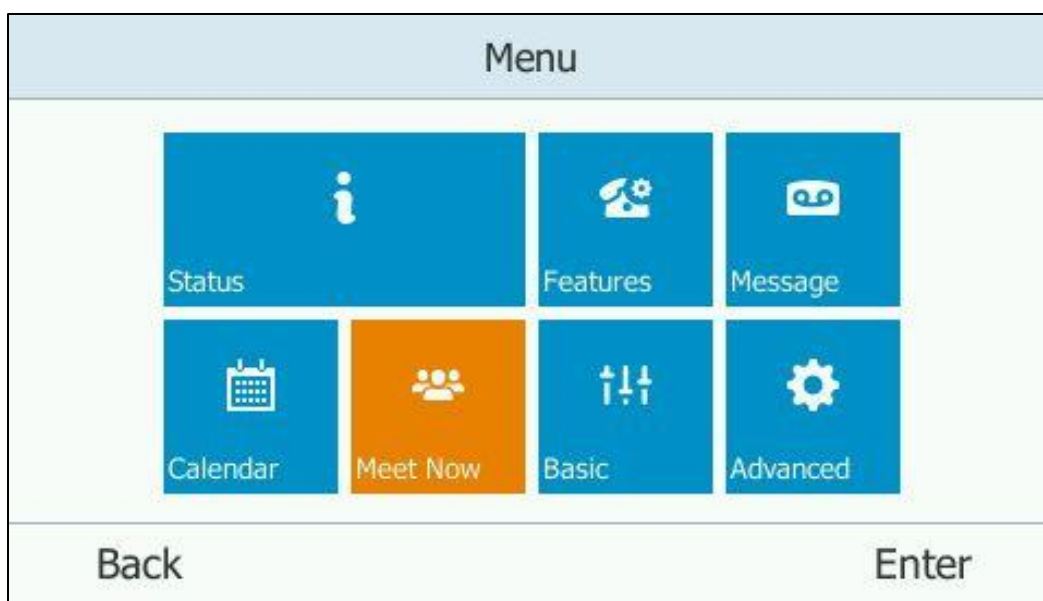 Menu
Status
Features
Message
Calendar
Meet Now
Basic
Advanced
Back
Enter